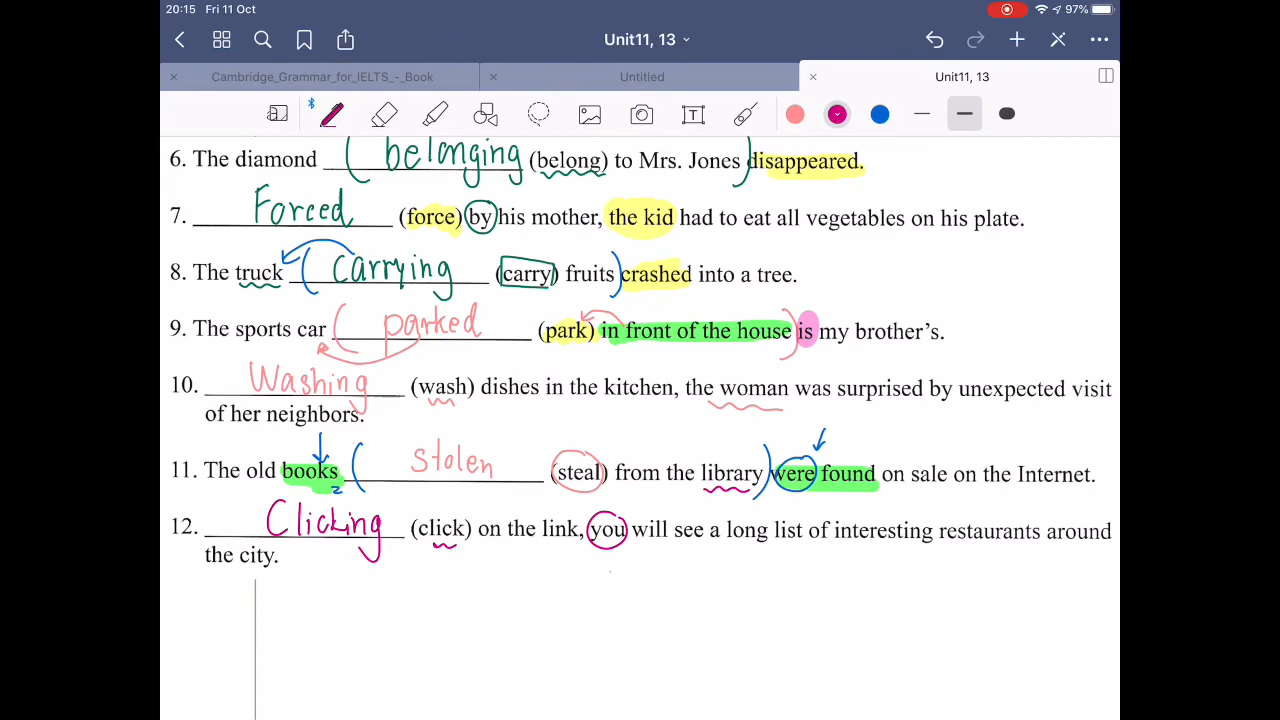 20:15 Fri 11 Oct 97%
Unit11, 13
Cambridge_Grammar_for_IELTS_-_Book Untitled Unit11, 13
6. The diamond ( belonging (belong) to Mrs. Jones ) disappeared.
7. Forced (force) by his mother, the kid had to eat all vegetables on his plate.
8. The truck ( carrying (carry) fruits ) crashed into a tree.
9. The sports car ( parked (park) in front of the house ) is my brother's.
10. Washing (wash) dishes in the kitchen, the woman was surprised by unexpected visit
of her neighbors.
11. The old books ( stolen (steal) from the library ) were found on sale on the Internet.
12. Clicking (click) on the link, you will see a long list of interesting restaurants around
the city.